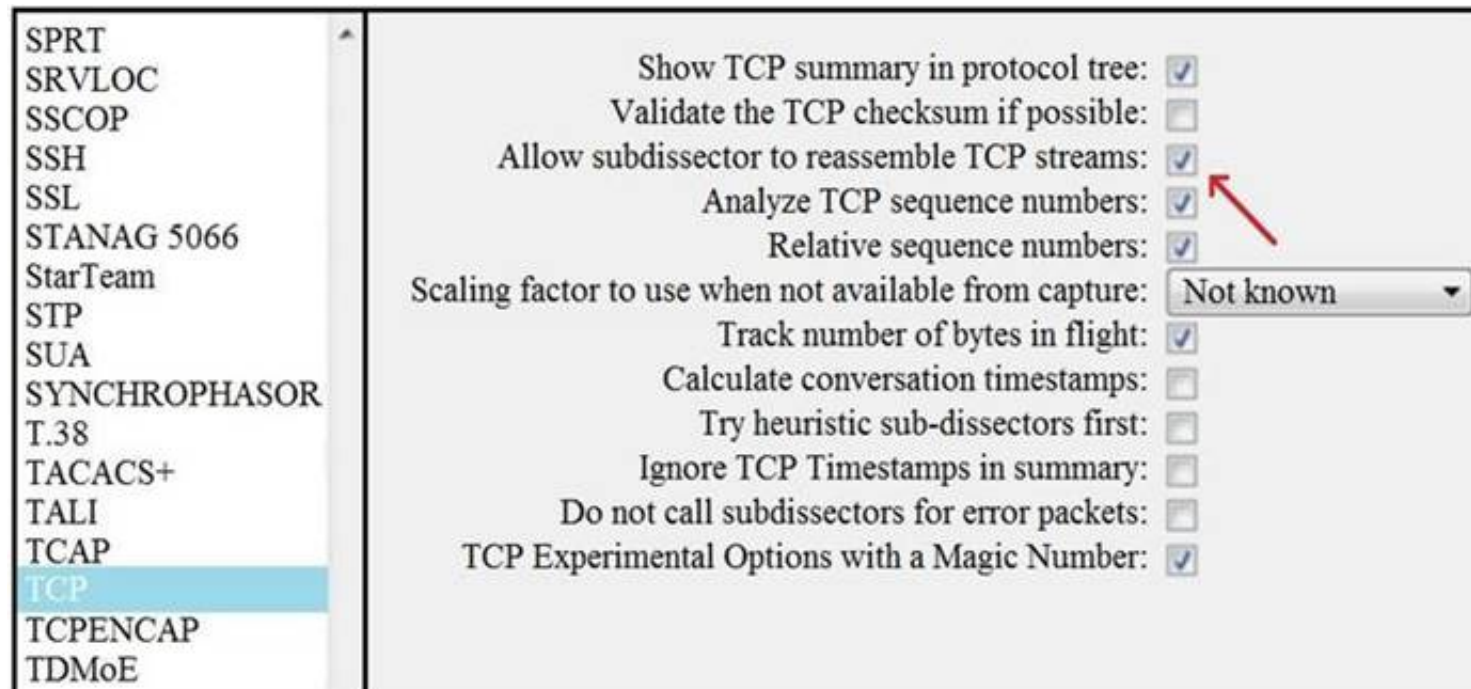 SPRT
SRVLOC
SSCOP
SSH
SSL
STANAG 5066
StarTeam
STP
SUA
SYNCHROPHASOR
T.38
TACACS+
TALI
TCAP
TCP
TCPENCAP
TDMoE
Show TCP summary in protocol tree:
Validate the TCP checksum if possible:
Allow subdissector to reassemble TCP streams:
Analyze TCP sequence numbers:
Relative sequence numbers:
Scaling factor to use when not available from capture: Not known
Track number of bytes in flight:
Calculate conversation timestamps:
Try heuristic sub-dissectors first:
Ignore TCP Timestamps in summary:
Do not call subdissectors for error packets:
TCP Experimental Options with a Magic Number: